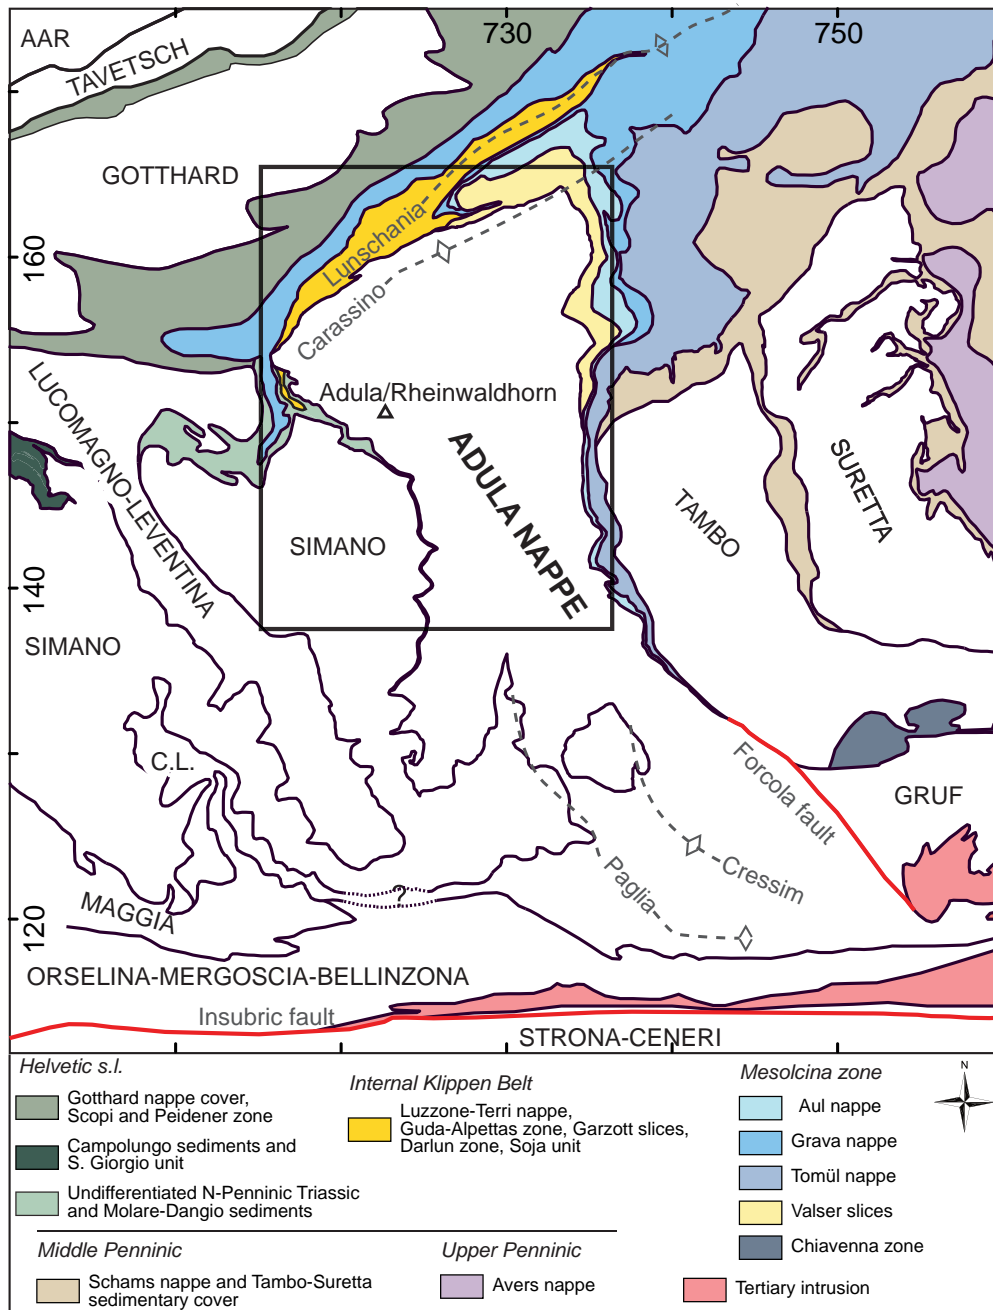 AAR
730
750
TAVETSCH
GOTTHARD
160
Lunschania
Carassino
Adula/Rheinwaldhorn
LUCOMAGNO-LEVENTINA
ADULA NAPPE
SURETTA
TAMBO
SIMANO
140
SIMANO
C.L.
Forcola fault
GRUF
?
Paglia
Cressim
MAGGIA
120
ORSELINA-MERGOSCIA-BELLINZONA
Insubric fault
STRONA-CENERI
Helvetic s.l.
Gotthard nappe cover,
Scopi and Peidener zone
Campolungo sediments and
S. Giorgio unit
Undifferentiated N-Penninic Triassic
and Molare-Dangio sediments
Internal Klippen Belt
Luzzone-Terri nappe,
Guda-Alpettas zone, Garzott slices,
Darlun zone, Soja unit
Mesolcina zone
Aul nappe
Grava nappe
Tomül nappe
Valser slices
Chiavenna zone
N
Middle Penninic
Schams nappe and Tambo-Suretta
sedimentary cover
Upper Penninic
Avers nappe
Tertiary intrusion